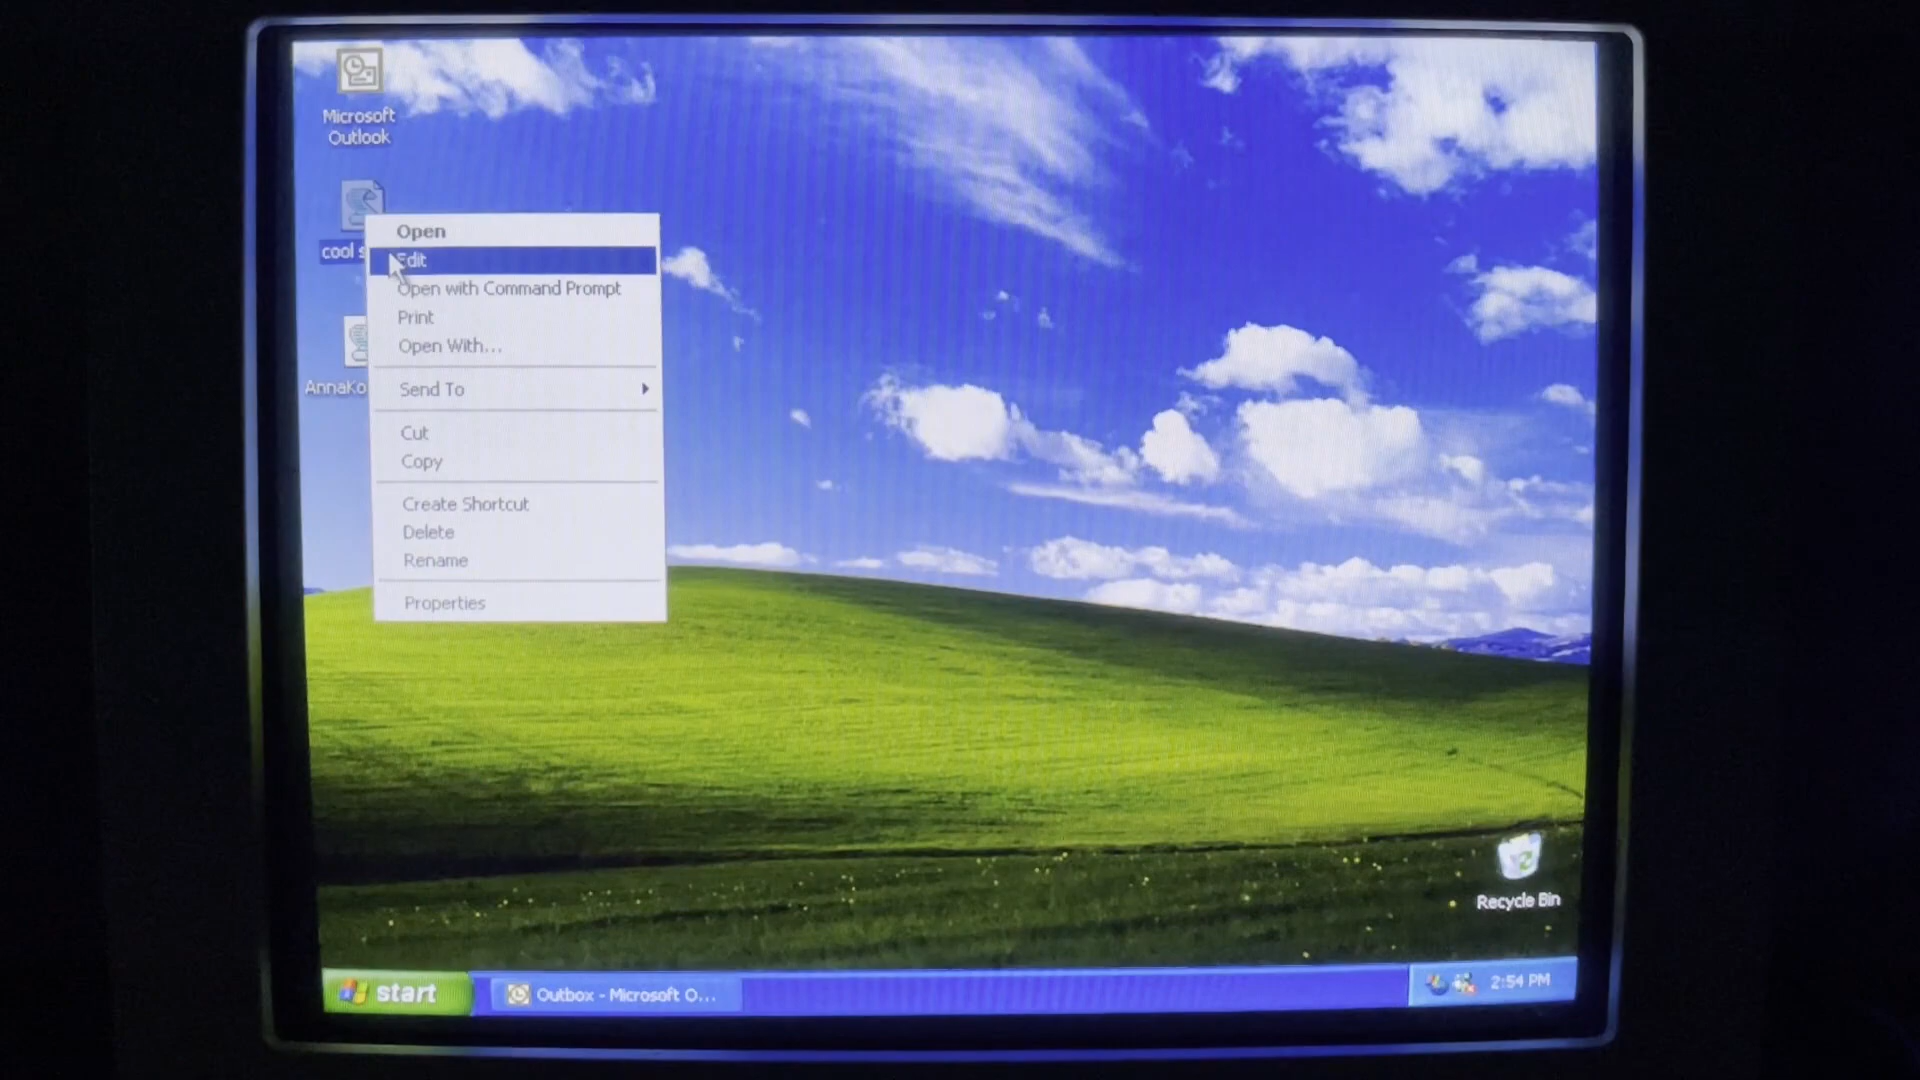 Microsoft
Outlook
cool
Open
Edit
Open with Command Prompt
Print
Open With...
AnnaKo
Send To
Cut
Copy
Create Shortcut
Delete
Rename
Properties
Recycle Bin
start
Outbox - Microsoft O...
2:54 PM